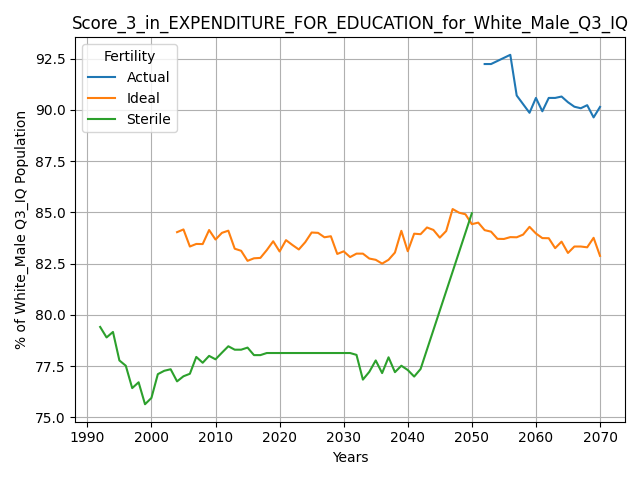 Score_3_in_EXPENDITURE_FOR_EDUCATION_for_White_Male_Q3_IQ
Fertility
Actual
Ideal
Sterile
% of White_Male Q3_IQ Population
92.5
90.0
87.5
85.0
82.5
80.0
77.5
75.0
1990 2000 2010 2020 2030 2040 2050 2060 2070
Years